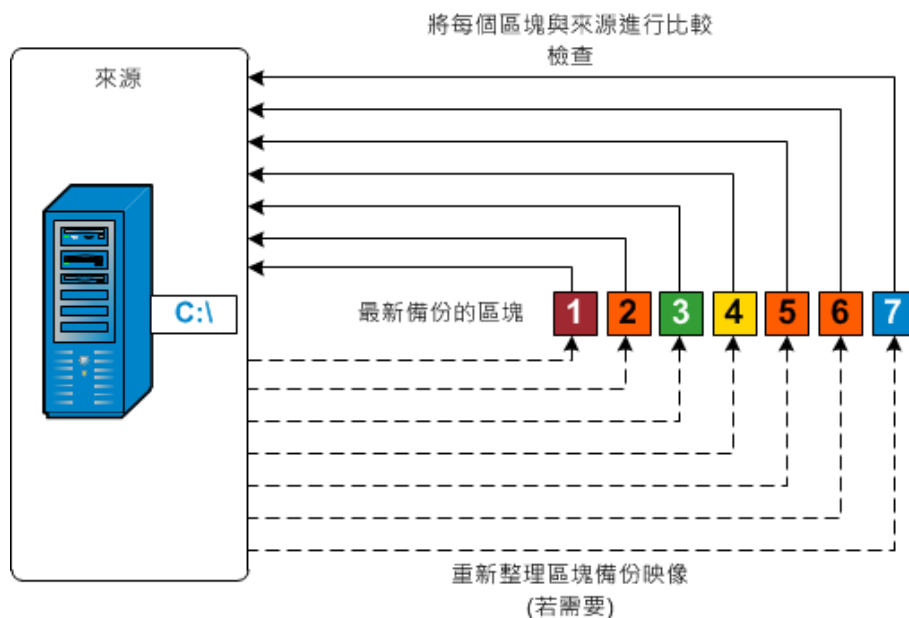 將每個區塊與來源進行比較
檢查
來源
C:\
最新備份的區塊
1 2 3 4 5 6 7
重新整理區塊備份映像
(若需要)